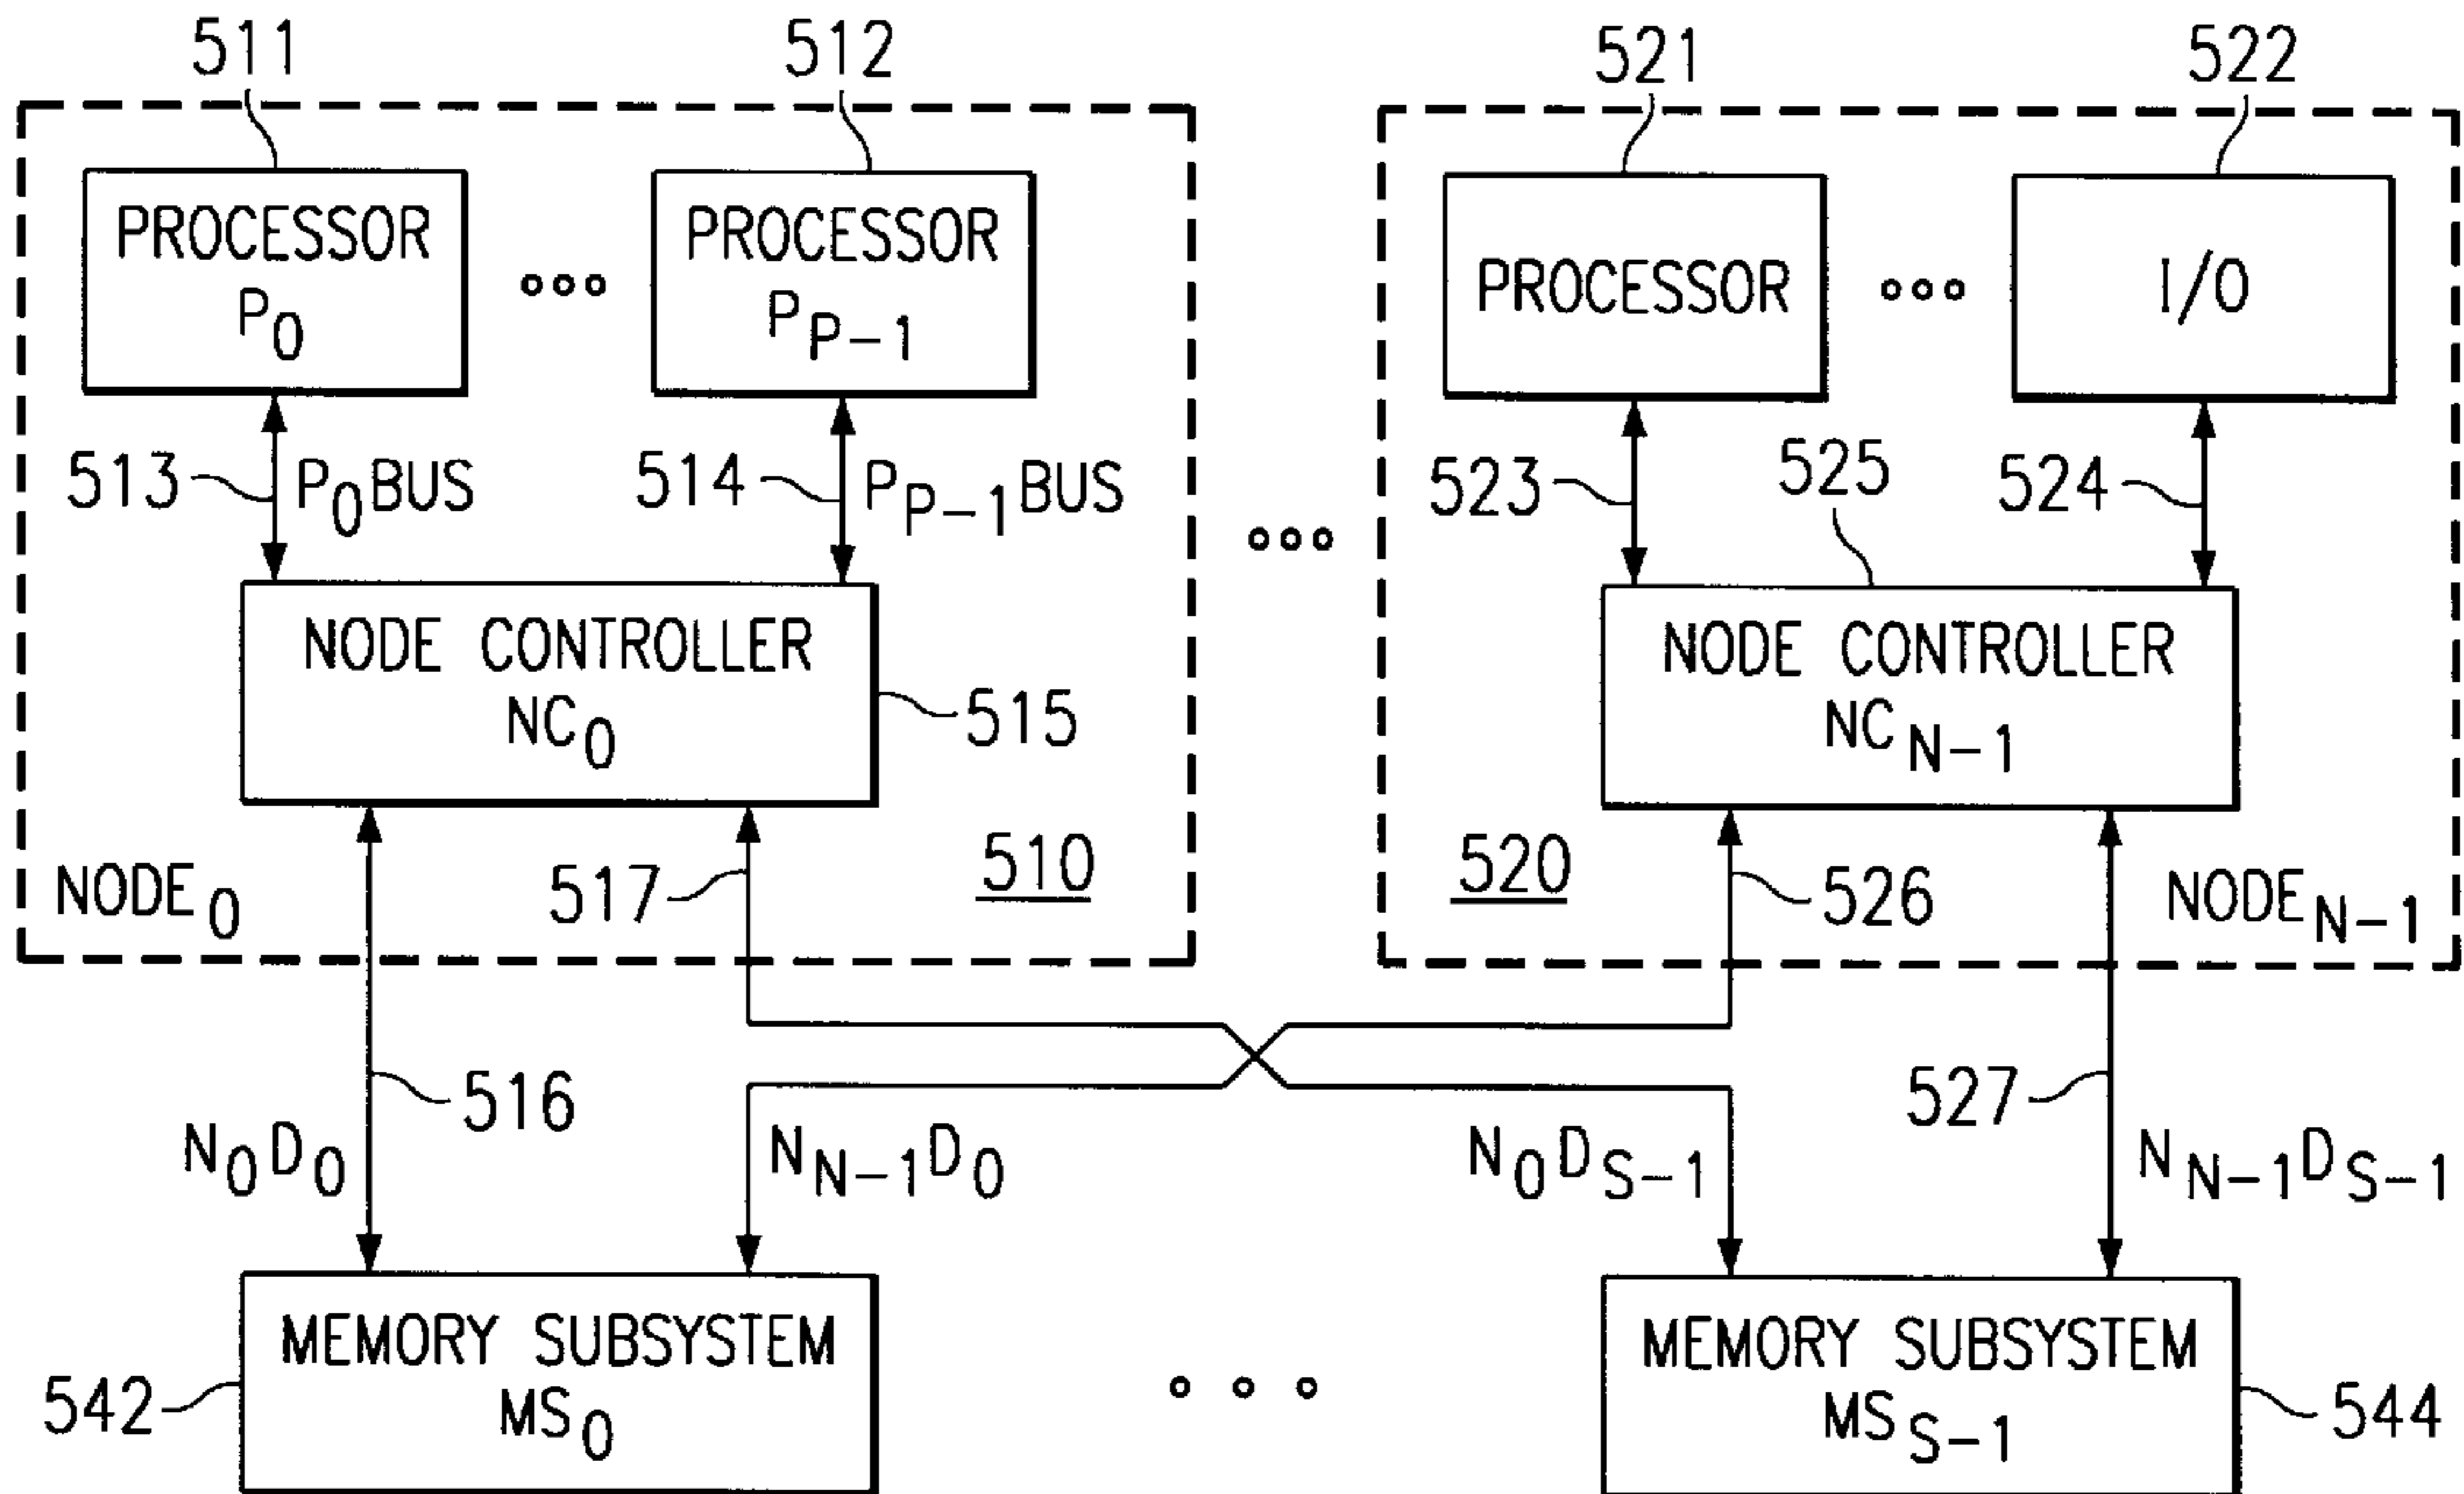 511
512
521
522
PROCESSOR
P0
PROCESSOR
PP-1
PROCESSOR
I/O
513
P0BUS
514
PP-1BUS
523
525
524
NODE CONTROLLER
NC0
515
NODE CONTROLLER
NCN-1
NODE0
517
510
520
526
NODEN-1
516
527
N0D0
NN-1D0
N0DS-1
NN-1DS-1
MEMORY SUBSYSTEM
MS0
542
MEMORY SUBSYSTEM
MSS-1
544